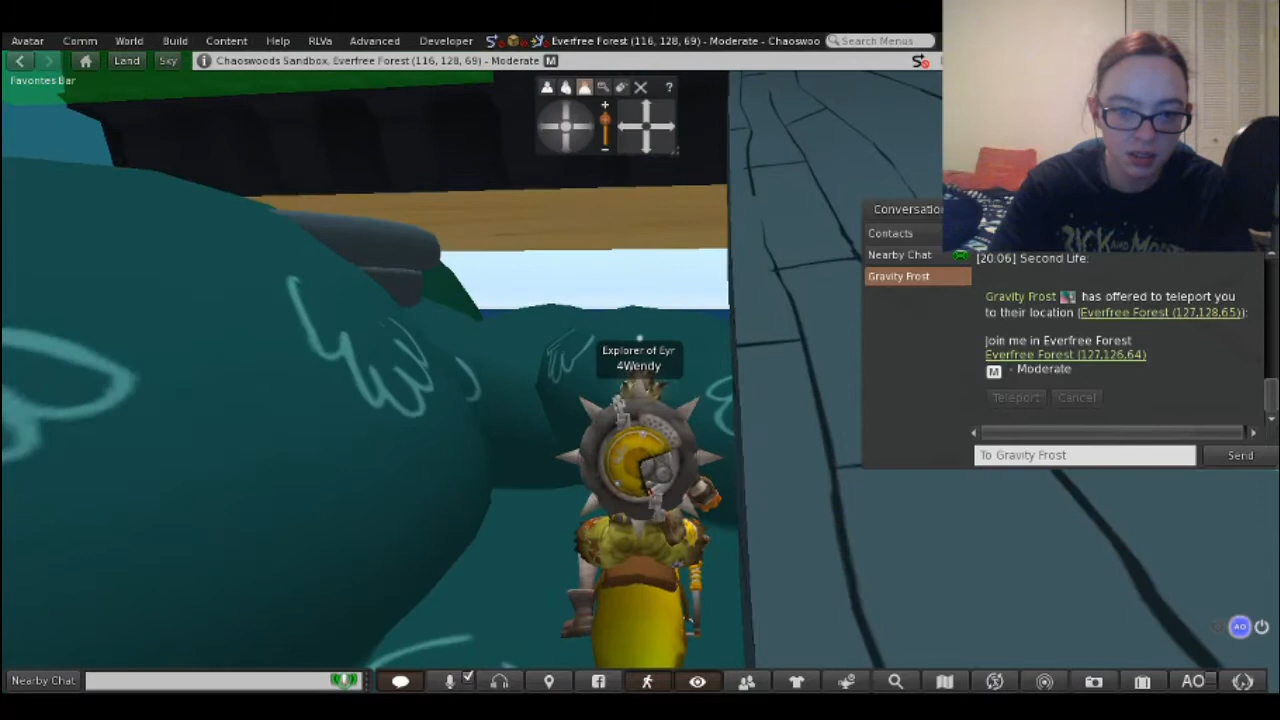 Avatar Comm World Build Content Help RLVa Advanced Developer Everfree Forest (116, 128, 69) - Moderate - Chaoswoo Search Menus
Land Sky Chaoswoods Sandbox, Everfree Forest (116, 128, 69) - Moderate M
Favorites Bar
?
Conversatio
Contacts
Nearby Chat
Gravity Frost
[20:06] Second Life:
Gravity Frost has offered to teleport you
to their location (Everfree Forest (127,128,65)):
Join me in Everfree Forest
Everfree Forest (127,126,64)
M - Moderate
Teleport Cancel
To Gravity Frost Send
Explorer of Eyr
4Wendy
RICK AND MO
AO
Nearby Chat AO